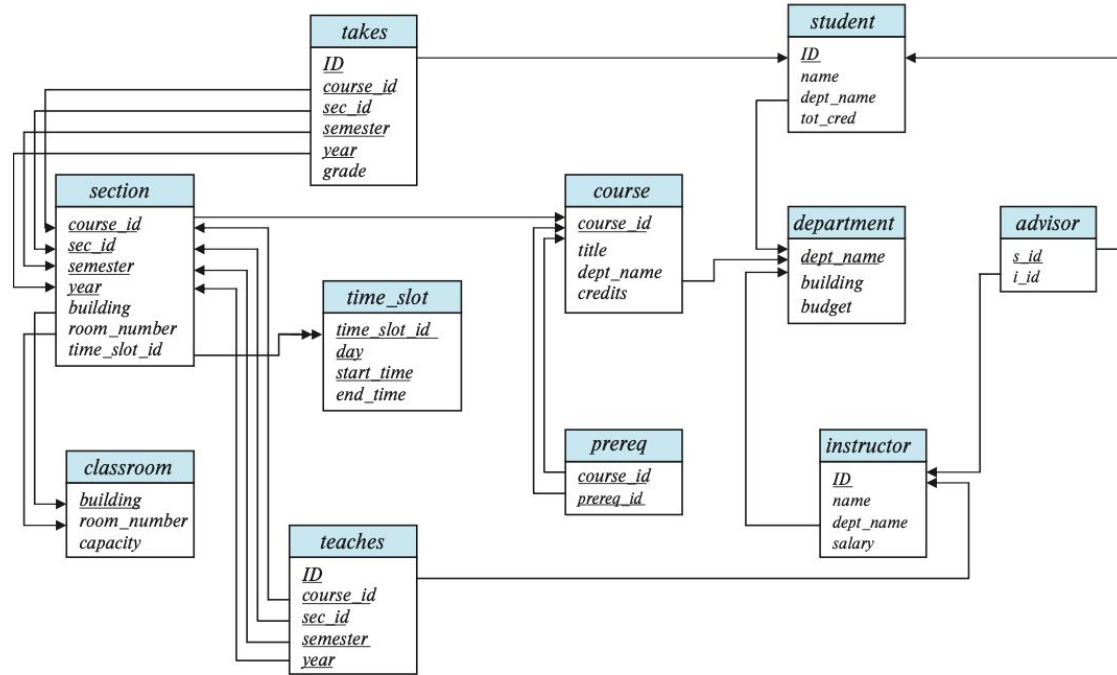 takes
ID
course_id
sec_id
semester
year
grade
student
ID
name
dept_name
tot_cred
section
course_id
sec_id
semester
year
building
room_number
time_slot_id
course
course_id
title
dept_name
credits
department
dept_name
building
budget
advisor
s_id
i_id
time_slot
time_slot_id
day
start_time
end_time
prereq
course_id
prereq_id
instructor
ID
name
dept_name
salary
classroom
building
room_number
capacity
teaches
ID
course_id
sec_id
semester
year